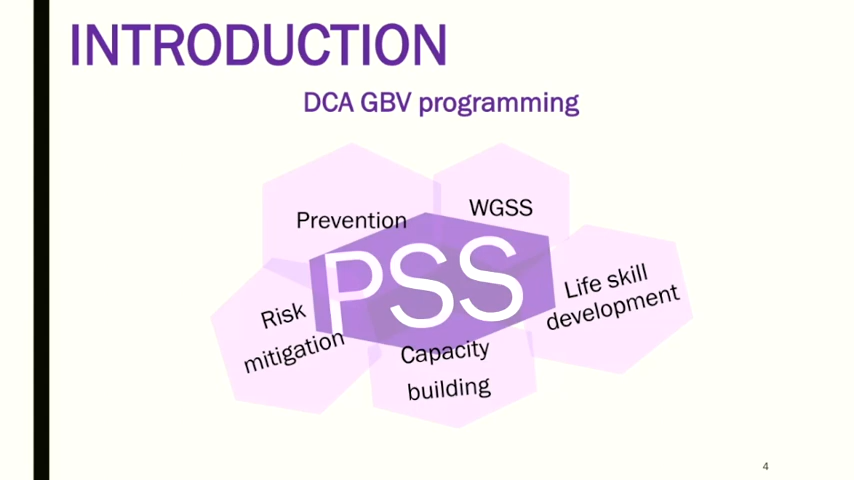 INTRODUCTION
DCA GBV programming
Prevention
WGSS
PSS
Life skill
development
Risk
mitigation
Capacity
building
4